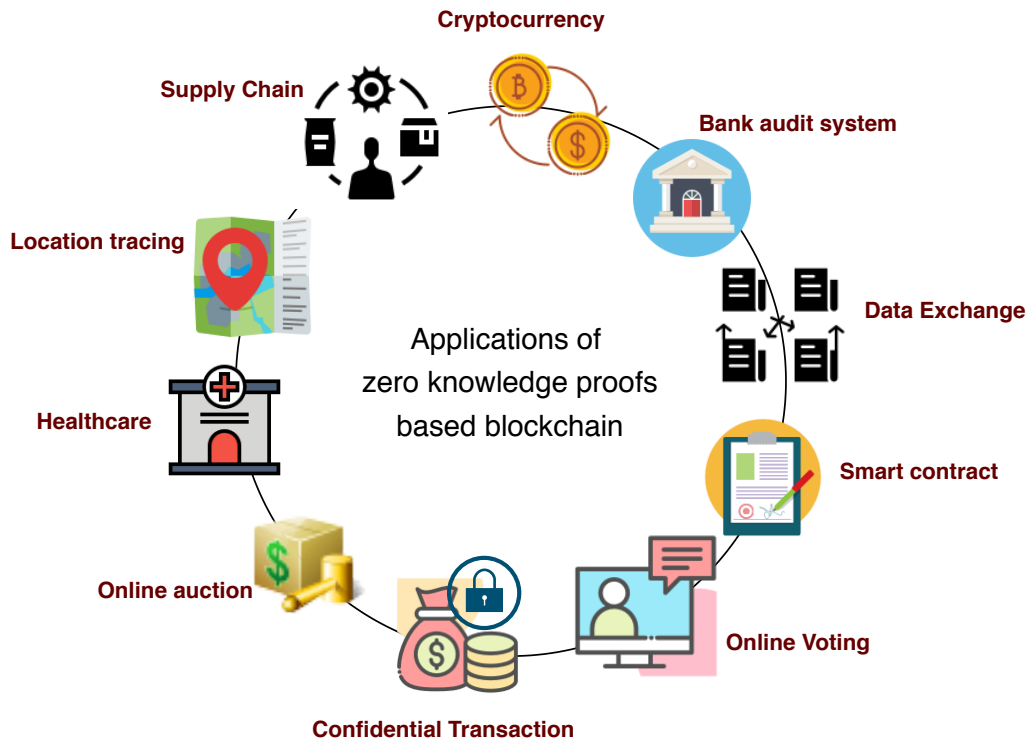 Cryptocurrency
Supply Chain
Bank audit system
Location tracing
Data Exchange
Applications of
zero knowledge proofs
based blockchain
Healthcare
Smart contract
Online auction
Online Voting
Confidential Transaction